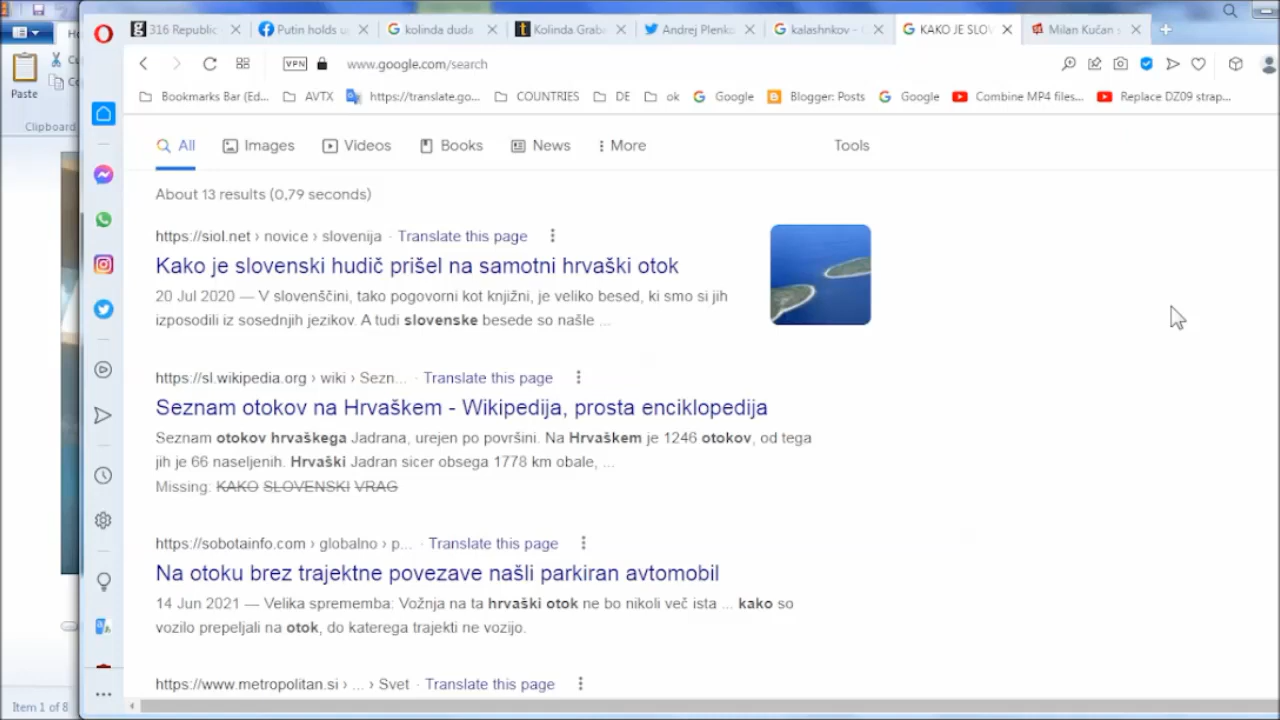 316 Republic
Putin holds up
kolinda duda
Kolinda Grabe
Andrej Plenko
kalashnkov - G
KAKO JE SLOV
Milan Kučan s
Paste
Clipboard
VPN
www.google.com/search
Bookmarks Bar (Ed...
AVTX
https://translate.go...
COUNTRIES
DE
ok
Google
Blogger: Posts
Google
Combine MP4 files...
Replace DZ09 strap...
All
Images
Videos
Books
News
More
Tools
About 13 results (0,79 seconds)
https://siol.net › novice › slovenija · Translate this page
Kako je slovenski hudič prišel na samotni hrvaški otok
20 Jul 2020 — V slovenščini, tako pogovorni kot knjižni, je veliko besed, ki smo si jih
izposodili iz sosednjih jezikov. A tudi slovenske besede so našle ...
https://sl.wikipedia.org › wiki › Sezn... · Translate this page
Seznam otokov na Hrvaškem - Wikipedija, prosta enciklopedija
Seznam otokov hrvaškega Jadrana, urejen po površini. Na Hrvaškem je 1246 otokov, od tega
jih je 66 naseljenih. Hrvaški Jadran sicer obsega 1778 km obale, ...
Missing: KAKO SLOVENSKI VRAG
https://sobotainfo.com › globalno › p... · Translate this page
Na otoku brez trajektne povezave našli parkiran avtomobil
14 Jun 2021 — Velika sprememba: Vožnja na ta hrvaški otok ne bo nikoli več ista ... kako so
vozilo prepeljali na otok, do katerega trajekti ne vozijo.
https://www.metropolitan.si › ... › Svet · Translate this page
Item 1 of 8